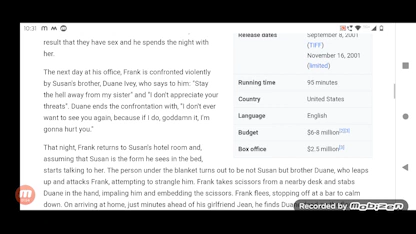 10:31
result that they have sex and he spends the night with
her.
The next day at his office, Frank is confronted violently
by Susan's brother, Duane Ivey, who says to him: "Stay
the hell away from my sister" and "I don't appreciate your
threats". Duane ends the confrontation with, "I don't ever
want to see you again, because if I do, goddarnn it, I'm
gonna hurt you."
That night, Frank returns to Susan's hotel room and,
assuming that Susan is the form he sees in the bed,
starts talking to her. The person under the blanket turns out to be not Susan but brother Duane, who leaps
up and attacks Frank, attempting to strangle him. Frank takes scissors from a nearby desk and stabs
Duane in the hand, impaling him and embedding the scissors. Frank flees, stopping off at a bar to calm
down. On arriving at home, just minutes ahead of his girlfriend Jean, he finds Duane
Release dates September 8, 2001
(TIFF)
November 16, 2001
(limited)
Running time 95 minutes
Country United States
Language English
Budget $6-8 million
Box office $2.5 million
Recorded by Mobizen